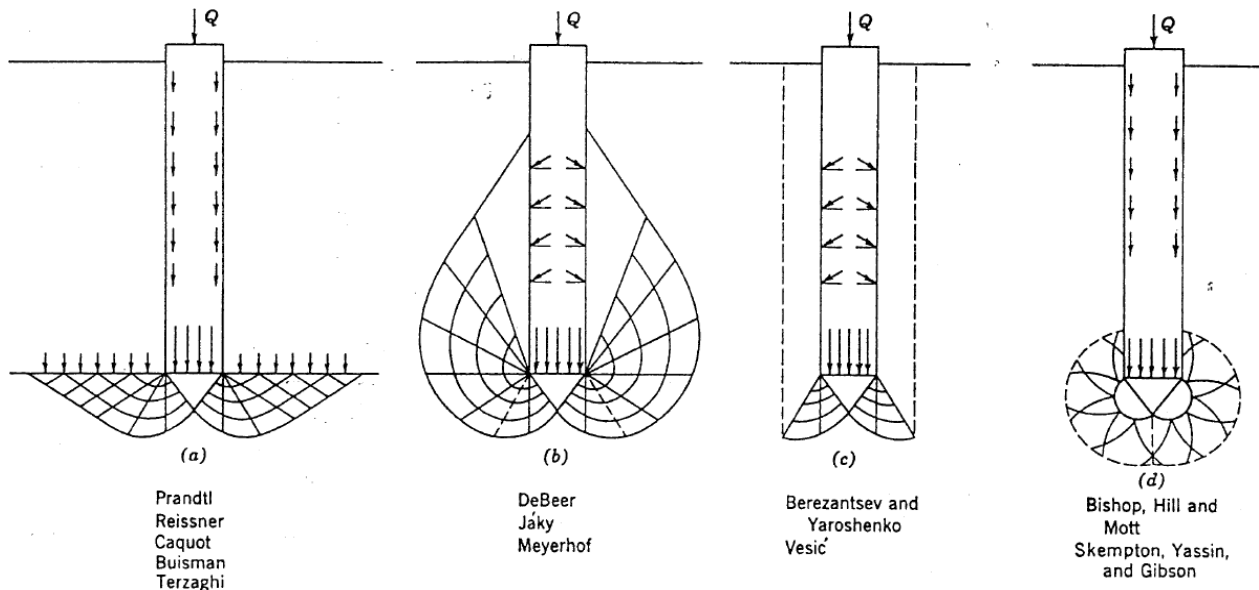 Q
Q
Q
Q
(a)
(b)
(c)
(d)
Prandtl
Reissner
Caquot
Buisman
Terzaghi
DeBeer
Jáky
Meyerhof
Berezantsev and
Yaroshenko
Vesić
Bishop, Hill and
Mott
Skempton, Yassin,
and Gibson